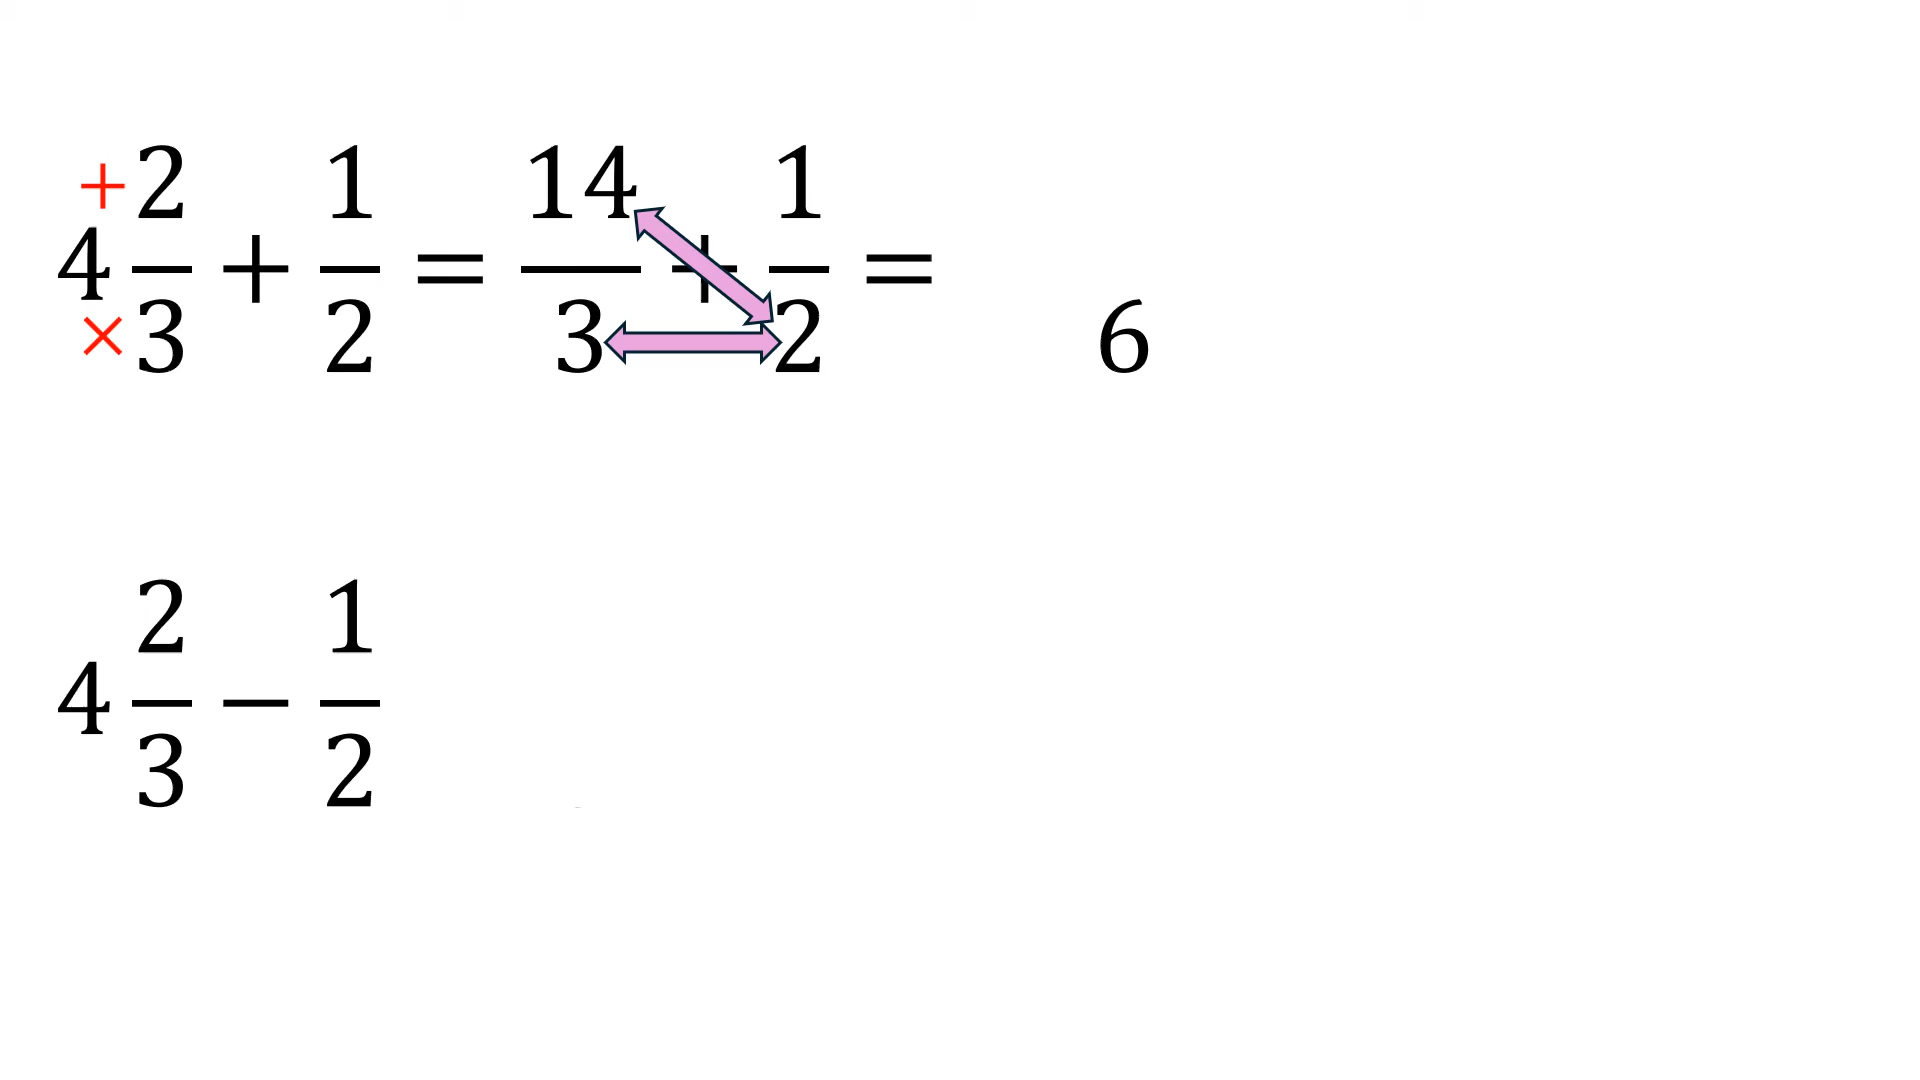 4 + × 2/3 + 1/2 = 14/3 + 1/2 = 6
4 2/3 − 1/2